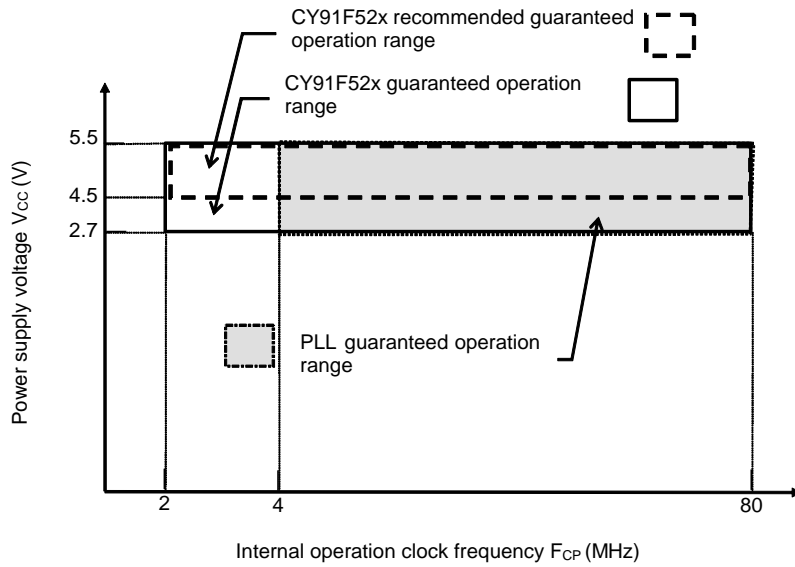 CY91F52x recommended guaranteed
operation range
CY91F52x guaranteed operation
range
5.5
4.5
2.7
Power supply voltage VCC (V)
PLL guaranteed operation
range
2
4
80
Internal operation clock frequency FCP (MHz)